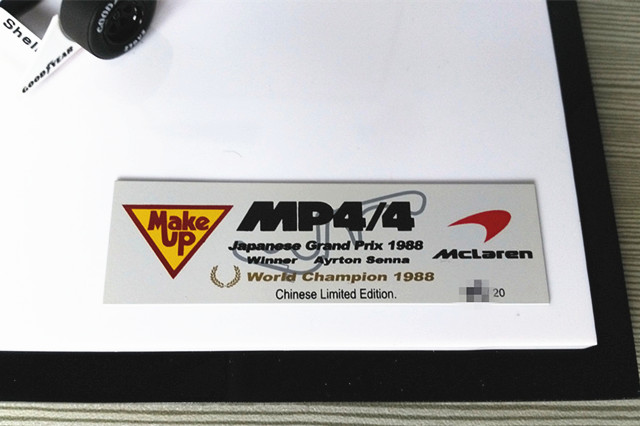 Shell
GOODYEAR
Make
UP
MP4/4
Japanese Grand Prix 1988
Winner Ayrton Senna
World Champion 1988
Chinese Limited Edition.
McLaren
20